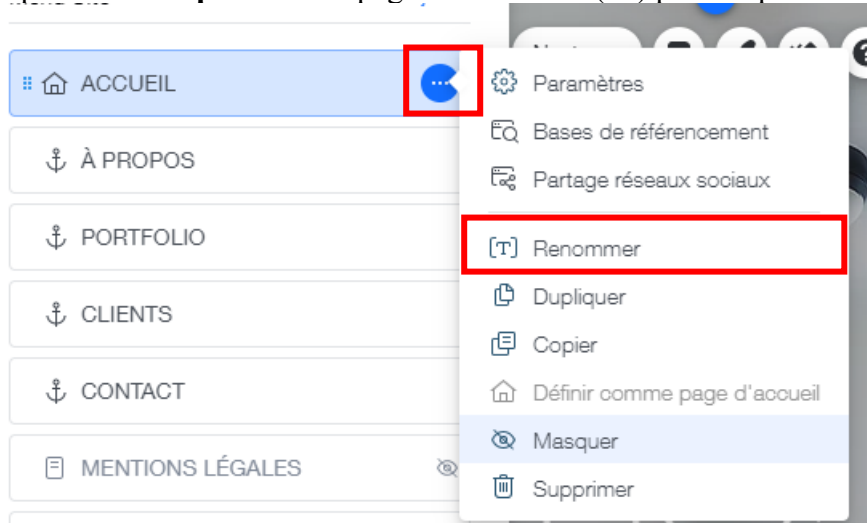 ACCUEIL
À PROPOS
PORTFOLIO
CLIENTS
CONTACT
MENTIONS LÉGALES
Paramètres
Bases de référencement
Partage réseaux sociaux
[T] Renommer
Dupliquer
Copier
Définir comme page d'accueil
Masquer
Supprimer